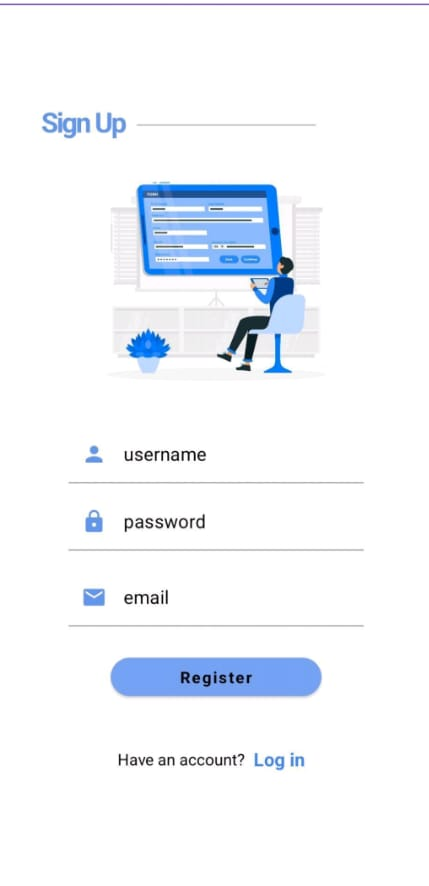 Sign Up
username
password
email
Register
Have an account? Log in